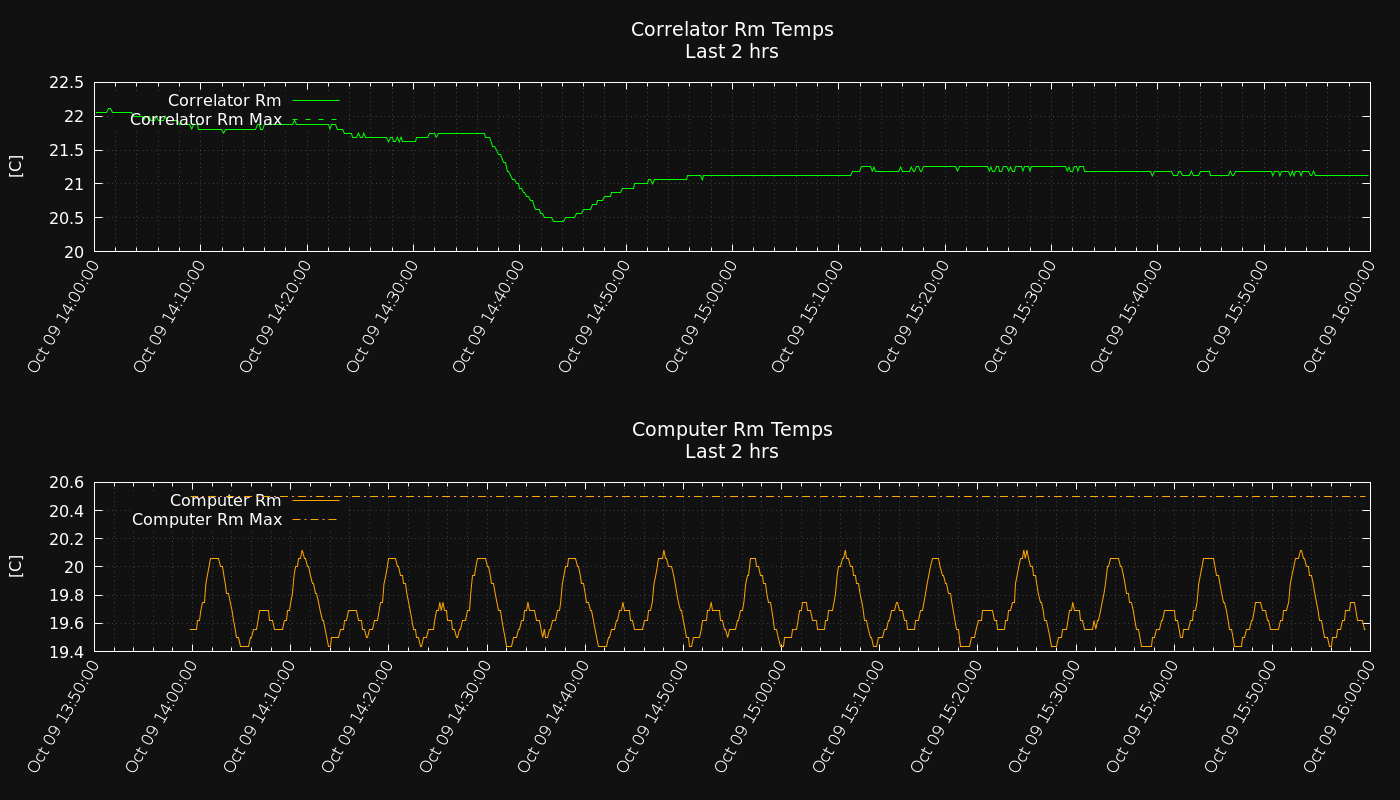 Correlator Rm Temps
Last 2 hrs
22.5
22
21.5
21
20.5
20
[C]
Correlator Rm
Correlator Rm Max
Oct 09 14:00:00
Oct 09 14:10:00
Oct 09 14:20:00
Oct 09 14:30:00
Oct 09 14:40:00
Oct 09 14:50:00
Oct 09 15:00:00
Oct 09 15:10:00
Oct 09 15:20:00
Oct 09 15:30:00
Oct 09 15:40:00
Oct 09 15:50:00
Oct 09 16:00:00
Computer Rm Temps
Last 2 hrs
20.6
20.4
20.2
20
19.8
19.6
19.4
[C]
Computer Rm
Computer Rm Max
Oct 09 13:50:00
Oct 09 14:00:00
Oct 09 14:10:00
Oct 09 14:20:00
Oct 09 14:30:00
Oct 09 14:40:00
Oct 09 14:50:00
Oct 09 15:00:00
Oct 09 15:10:00
Oct 09 15:20:00
Oct 09 15:30:00
Oct 09 15:40:00
Oct 09 15:50:00
Oct 09 16:00:00